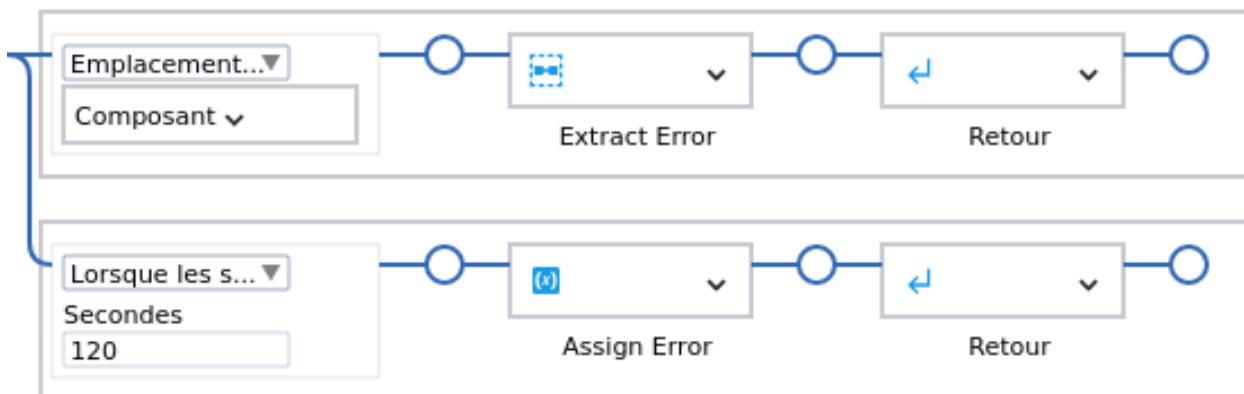 Emplacement...
Composant
Extract Error
Retour
Lorsque les s...
Secondes
120
(x)
Assign Error
Retour